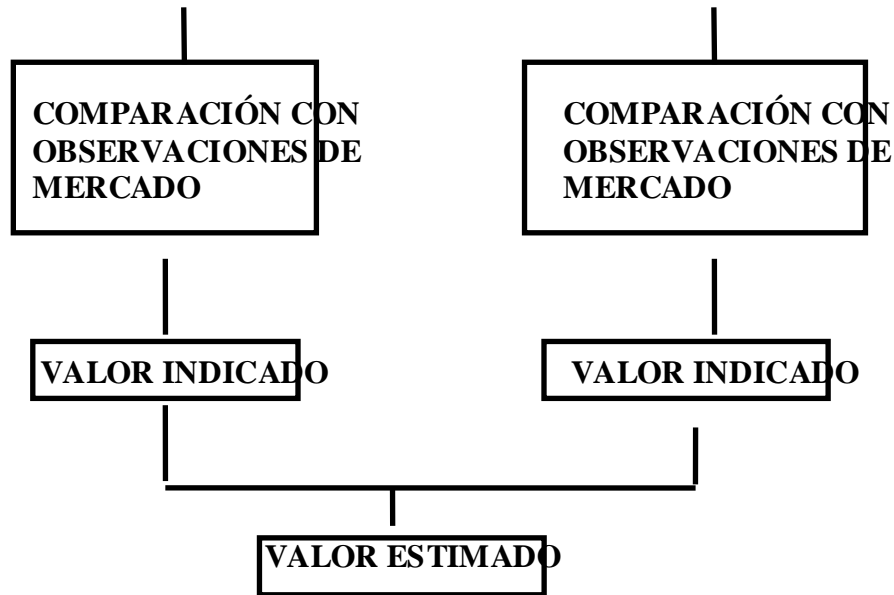 COMPARACIÓN CON
OBSERVACIONES DE
MERCADO
COMPARACIÓN CON
OBSERVACIONES DE
MERCADO
VALOR INDICADO
VALOR INDICADO
VALOR ESTIMADO